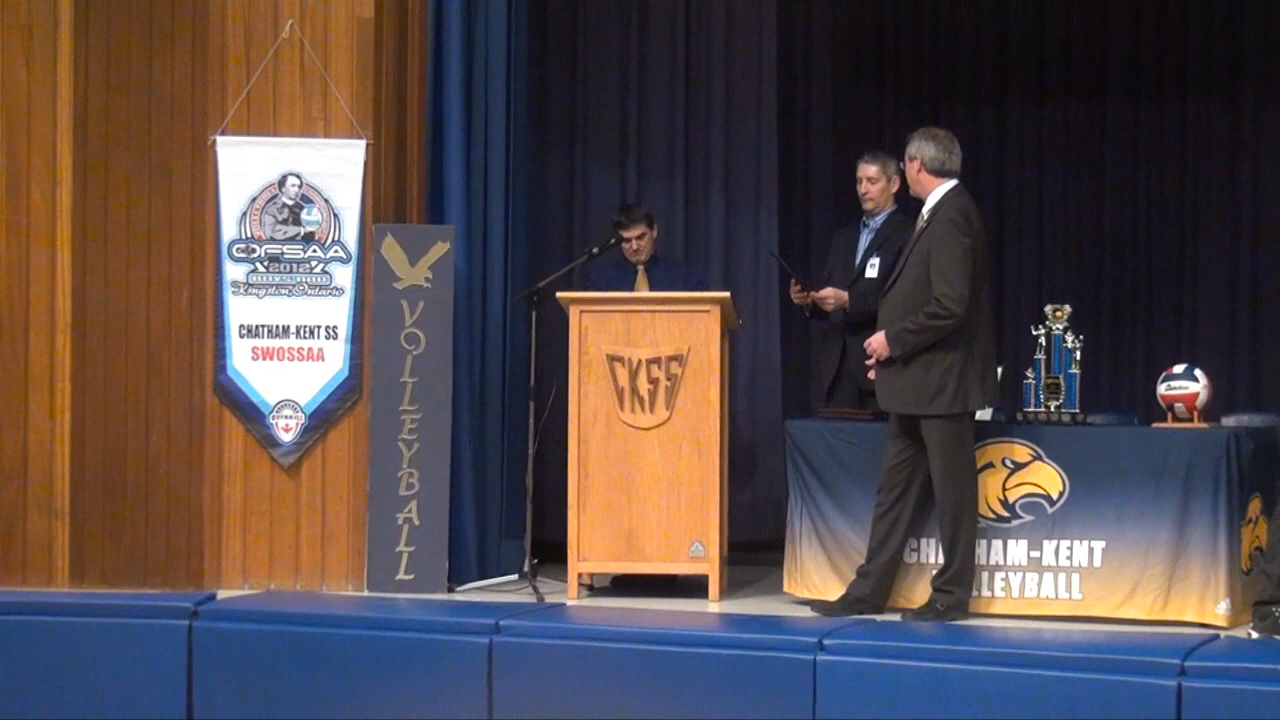 OFSAA
2012
Kingston, Ontario
CHATHAM-KENT SS
SWOSSAA
VOLLEYBALL
CKSS
CHATHAM-KENT
VOLLEYBALL